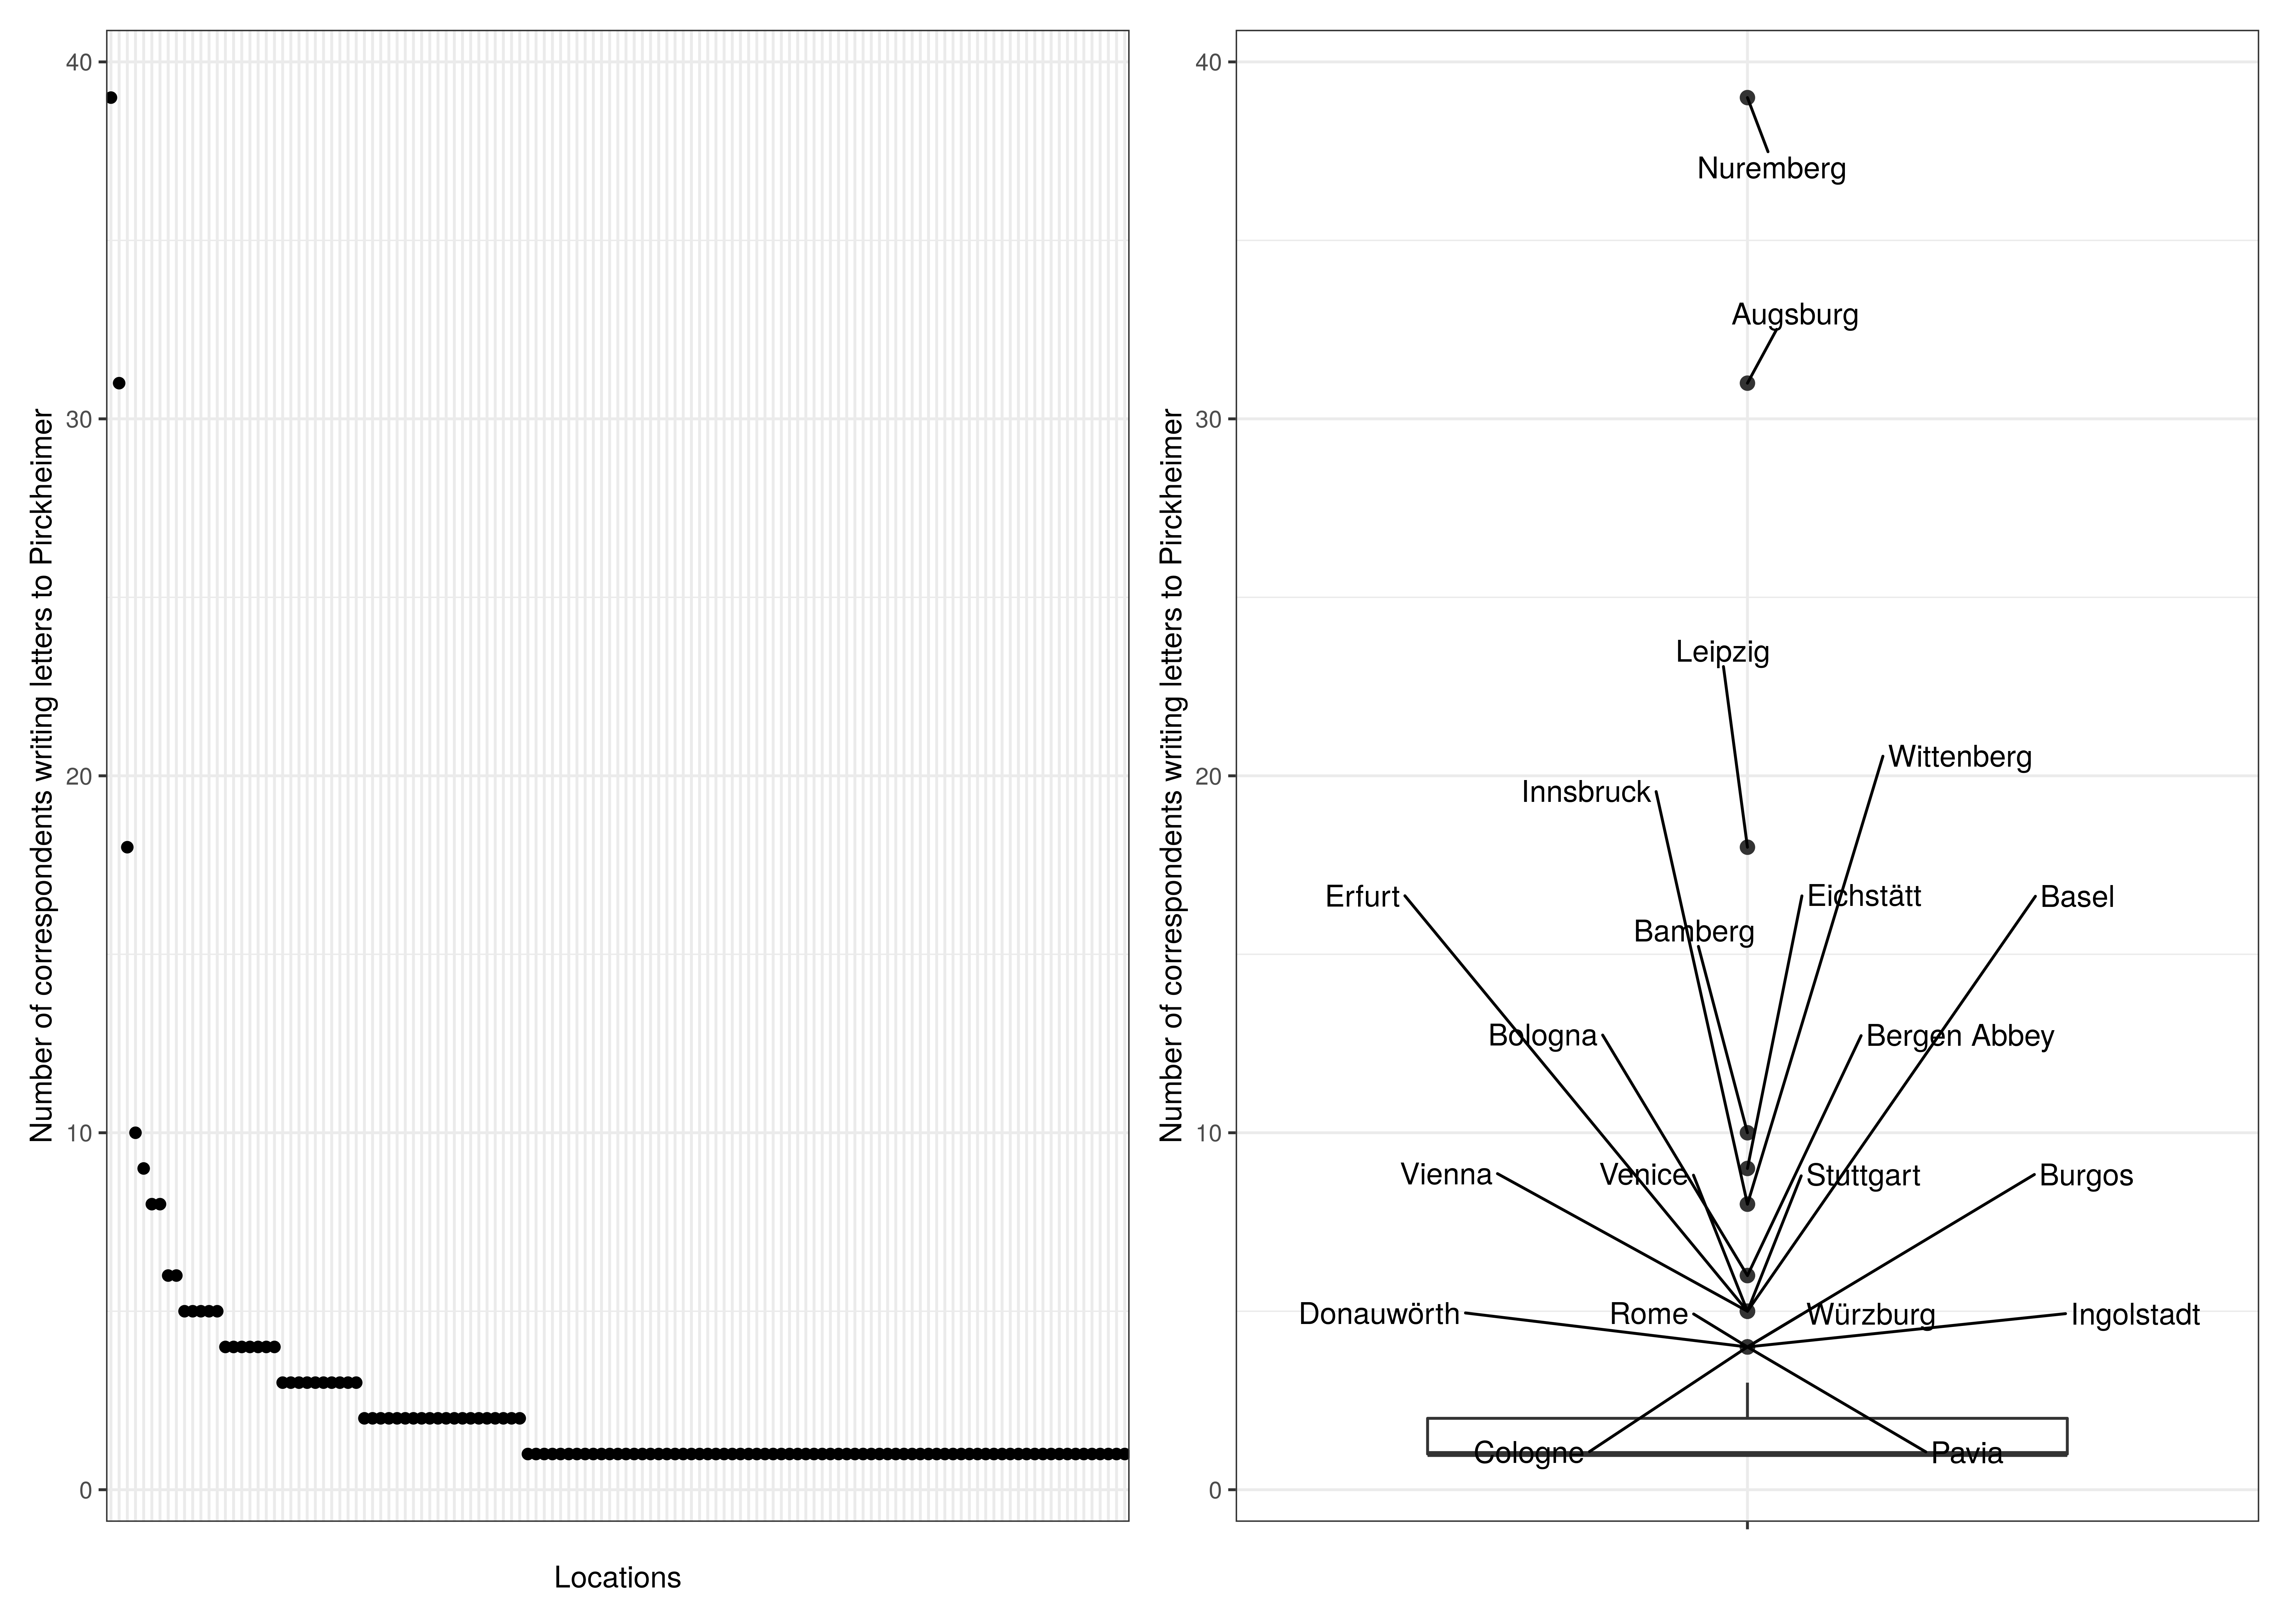 Number of correspondents writing letters to Pirckheimer
40
30
20
10
0
Locations
Number of correspondents writing letters to Pirckheimer
40
30
20
10
0
Nuremberg
Augsburg
Leipzig
Wittenberg
Innsbruck
Erfurt
Eichstätt
Basel
Bamberg
Bologna
Bergen Abbey
Vienna
Venice
Stuttgart
Burgos
Donauwörth
Rome
Würzburg
Ingolstadt
Cologne
Pavia